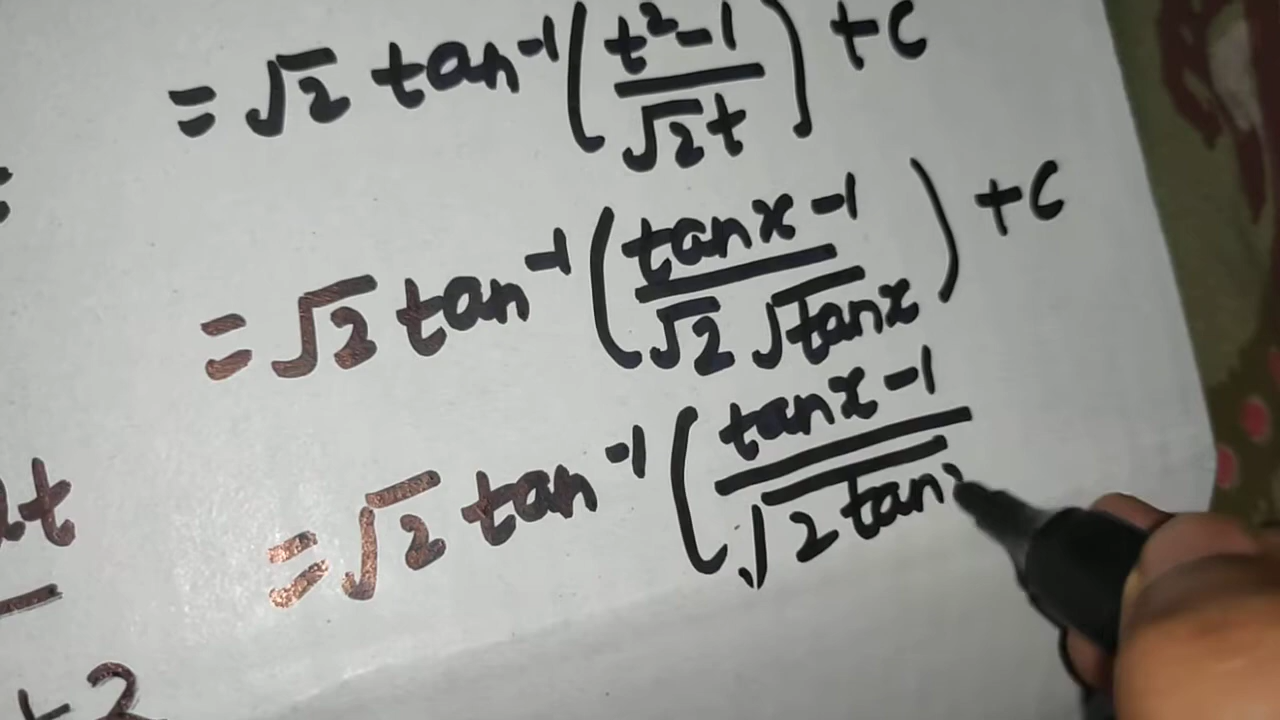 = √2 tan⁻¹ ( (t² - 1) / (√2 t) ) + c
= √2 tan⁻¹ ( (tan x - 1) / (√2 √tan x) ) + c
= √2 tan⁻¹ ( (tan x - 1) / (√2 tan